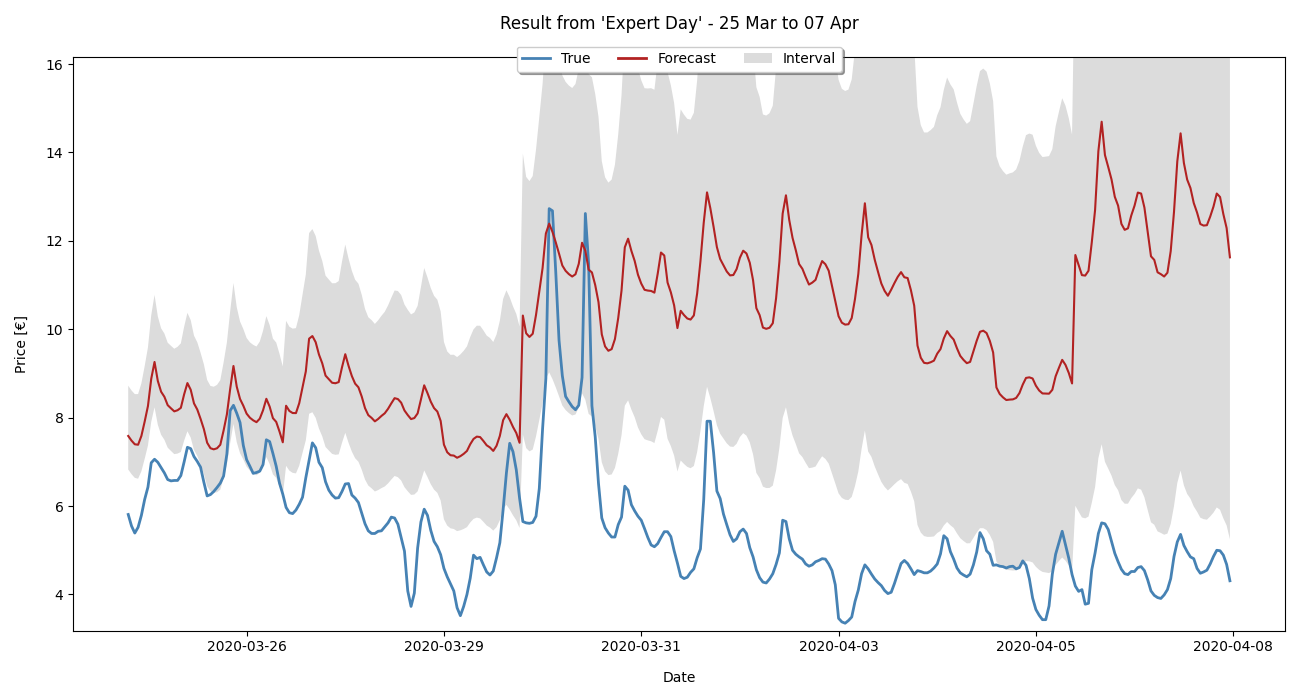 Result from 'Expert Day' - 25 Mar to 07 Apr
True Forecast Interval
16
14
12
10
8
6
4
Price [€]
2020-03-26 2020-03-29 2020-03-31 2020-04-03 2020-04-05 2020-04-08
Date